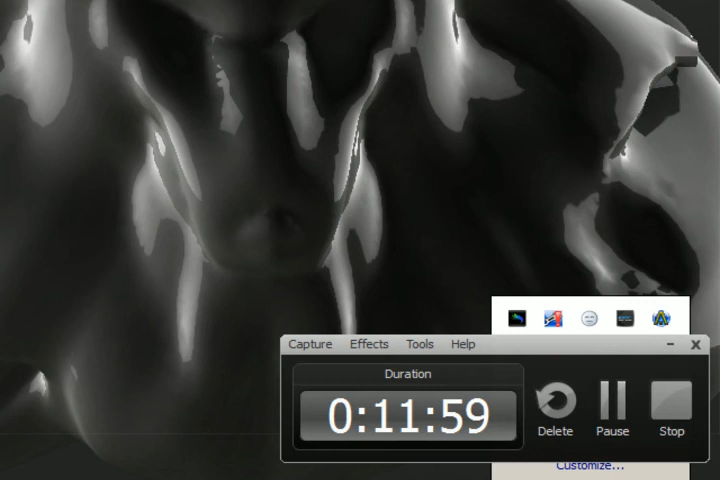 Capture Effects Tools Help
Duration
0:11:59
Delete Pause Stop
Customize...